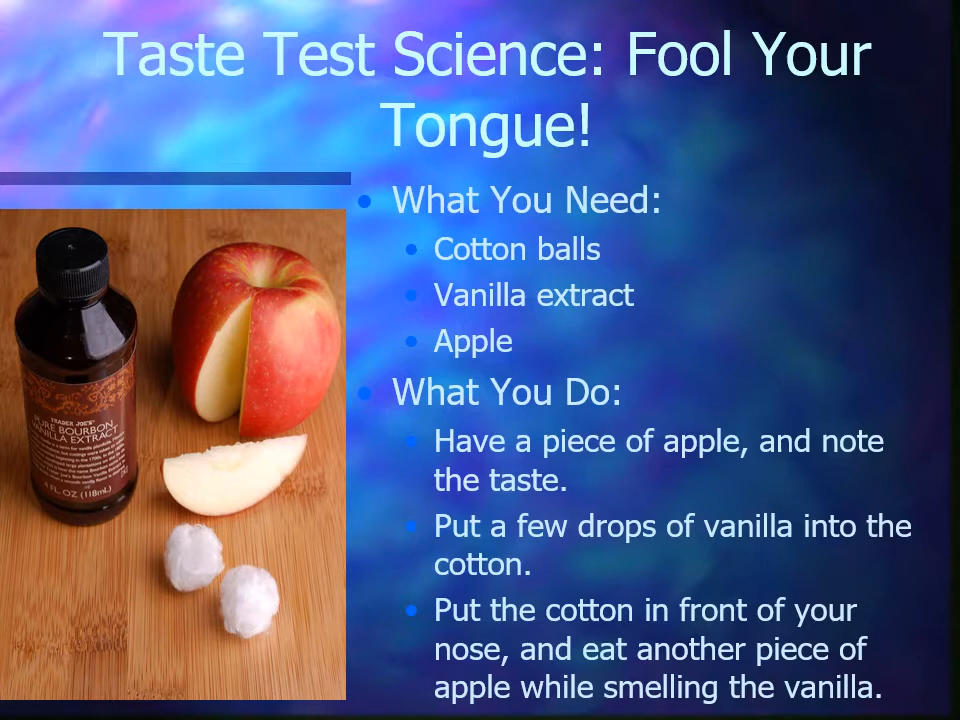 Taste Test Science: Fool Your
Tongue!
What You Need:
Cotton balls
Vanilla extract
Apple
What You Do:
Have a piece of apple, and note
the taste.
Put a few drops of vanilla into the
cotton.
Put the cotton in front of your
nose, and eat another piece of
apple while smelling the vanilla.
TRADER JOE'S
PURE BOURBON
VANILLA EXTRACT
4 FL. OZ (118mL)